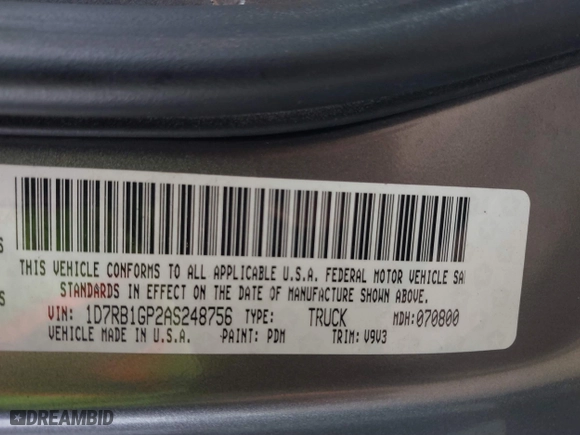 S
THIS VEHICLE CONFORMS TO ALL APPLICABLE U.S.A. FEDERAL MOTOR VEHICLE SA
S
STANDARDS IN EFFECT ON THE DATE OF MANUFACTURE SHOWN ABOVE.
VIN: 1D7RB1GP2AS248756 TYPE: TRUCK MDH:070800
VEHICLE MADE IN U.S.A. PAINT: PDM TRIM: V9V3
DREAMBID